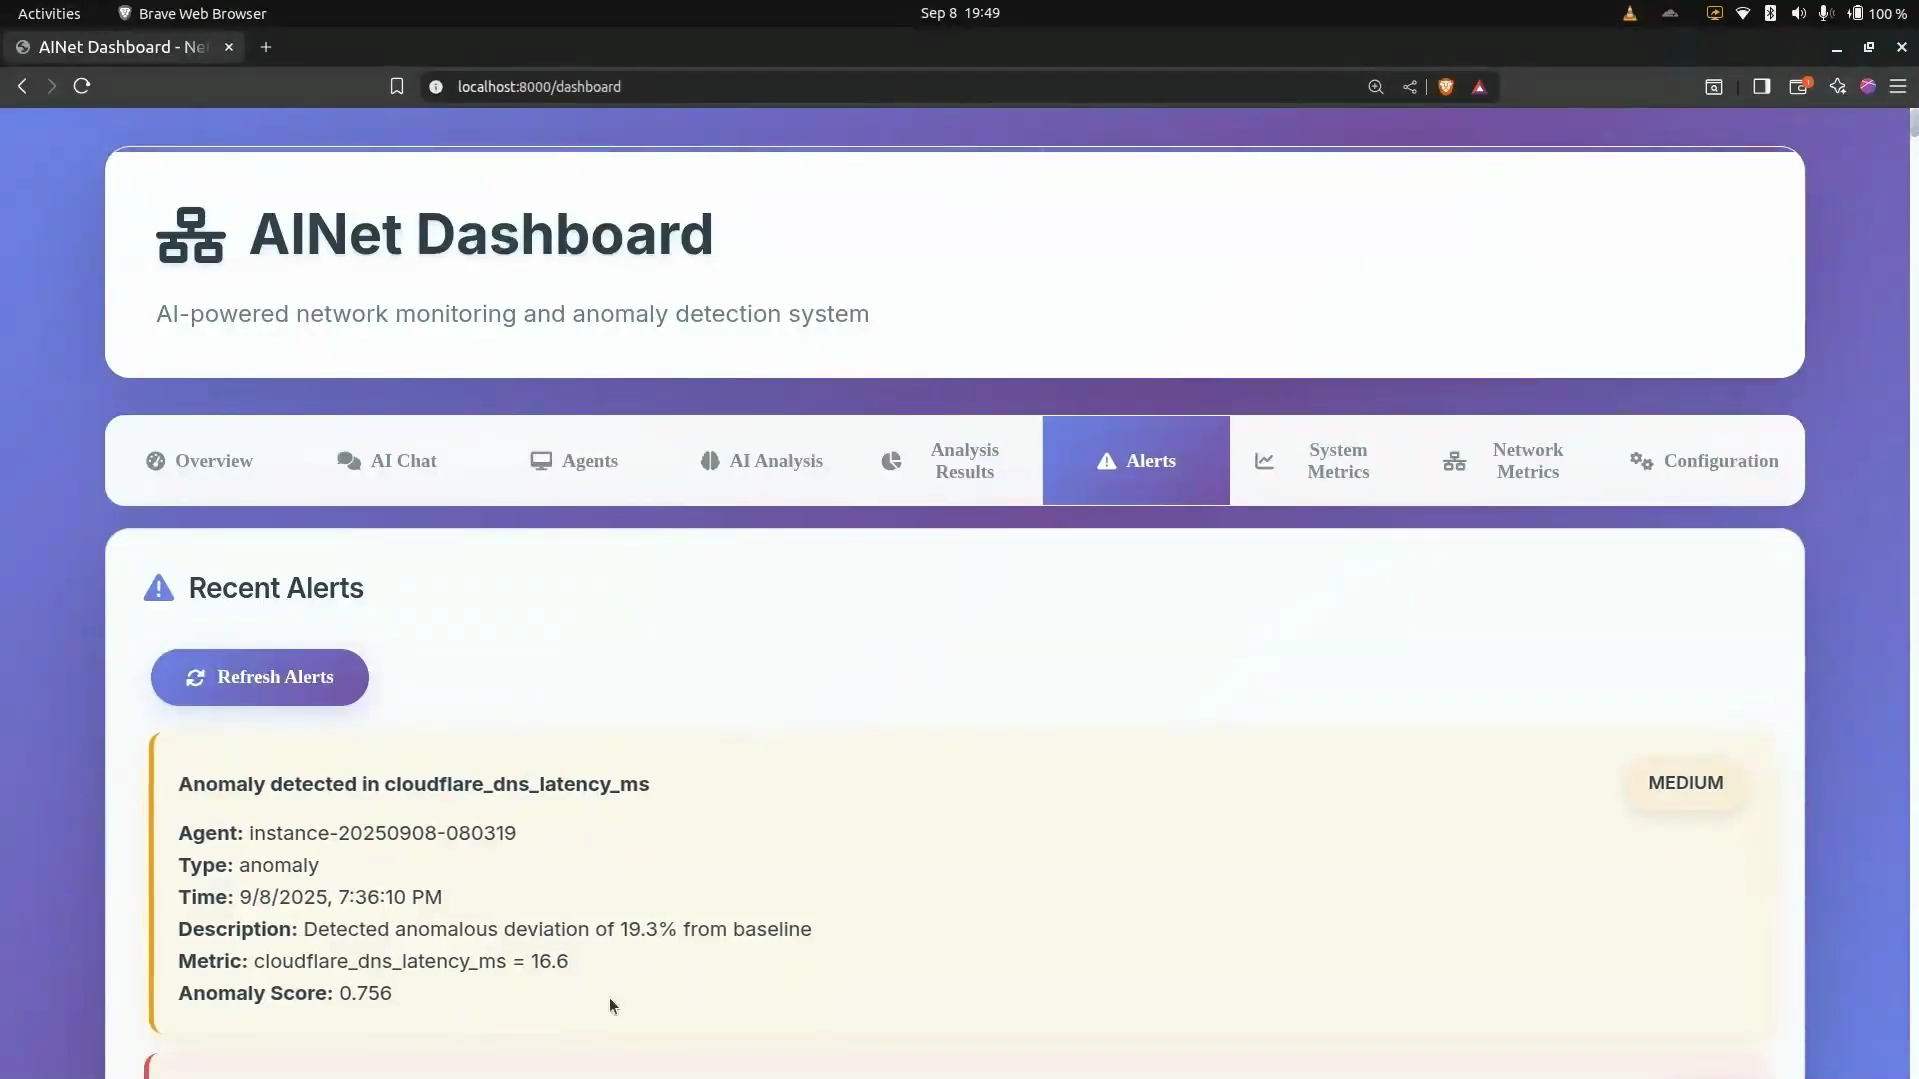 Activities
Brave Web Browser
Sep 8 19:49
100 %
AINet Dashboard - Ne
localhost:8000/dashboard
AINet Dashboard
AI-powered network monitoring and anomaly detection system
Overview
AI Chat
Agents
AI Analysis
Analysis
Results
Alerts
System
Metrics
Network
Metrics
Configuration
Recent Alerts
Refresh Alerts
Anomaly detected in cloudflare_dns_latency_ms
MEDIUM
Agent: instance-20250908-080319
Type: anomaly
Time: 9/8/2025, 7:36:10 PM
Description: Detected anomalous deviation of 19.3% from baseline
Metric: cloudflare_dns_latency_ms = 16.6
Anomaly Score: 0.756